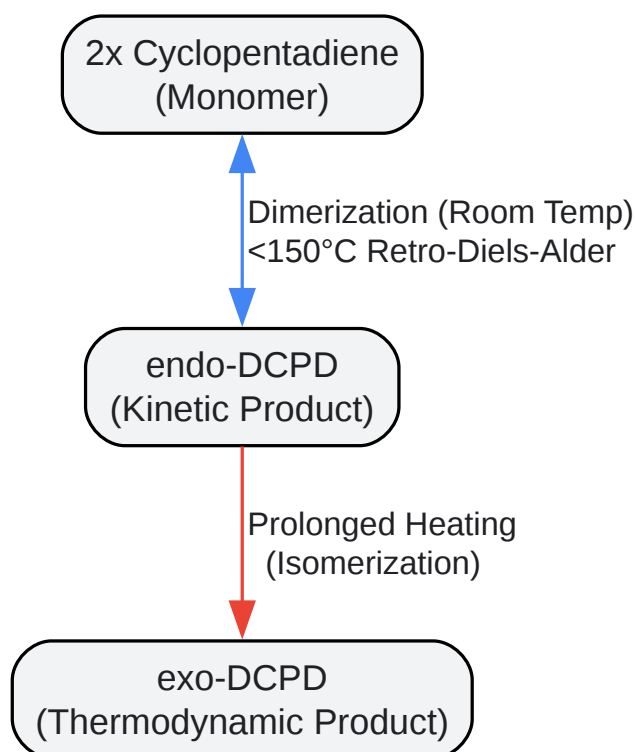 2x Cyclopentadiene
(Monomer)
Dimerization (Room Temp)
<150°C Retro-Diels-Alder
endo-DCPD
(Kinetic Product)
Prolonged Heating
(Isomerization)
exo-DCPD
(Thermodynamic Product)